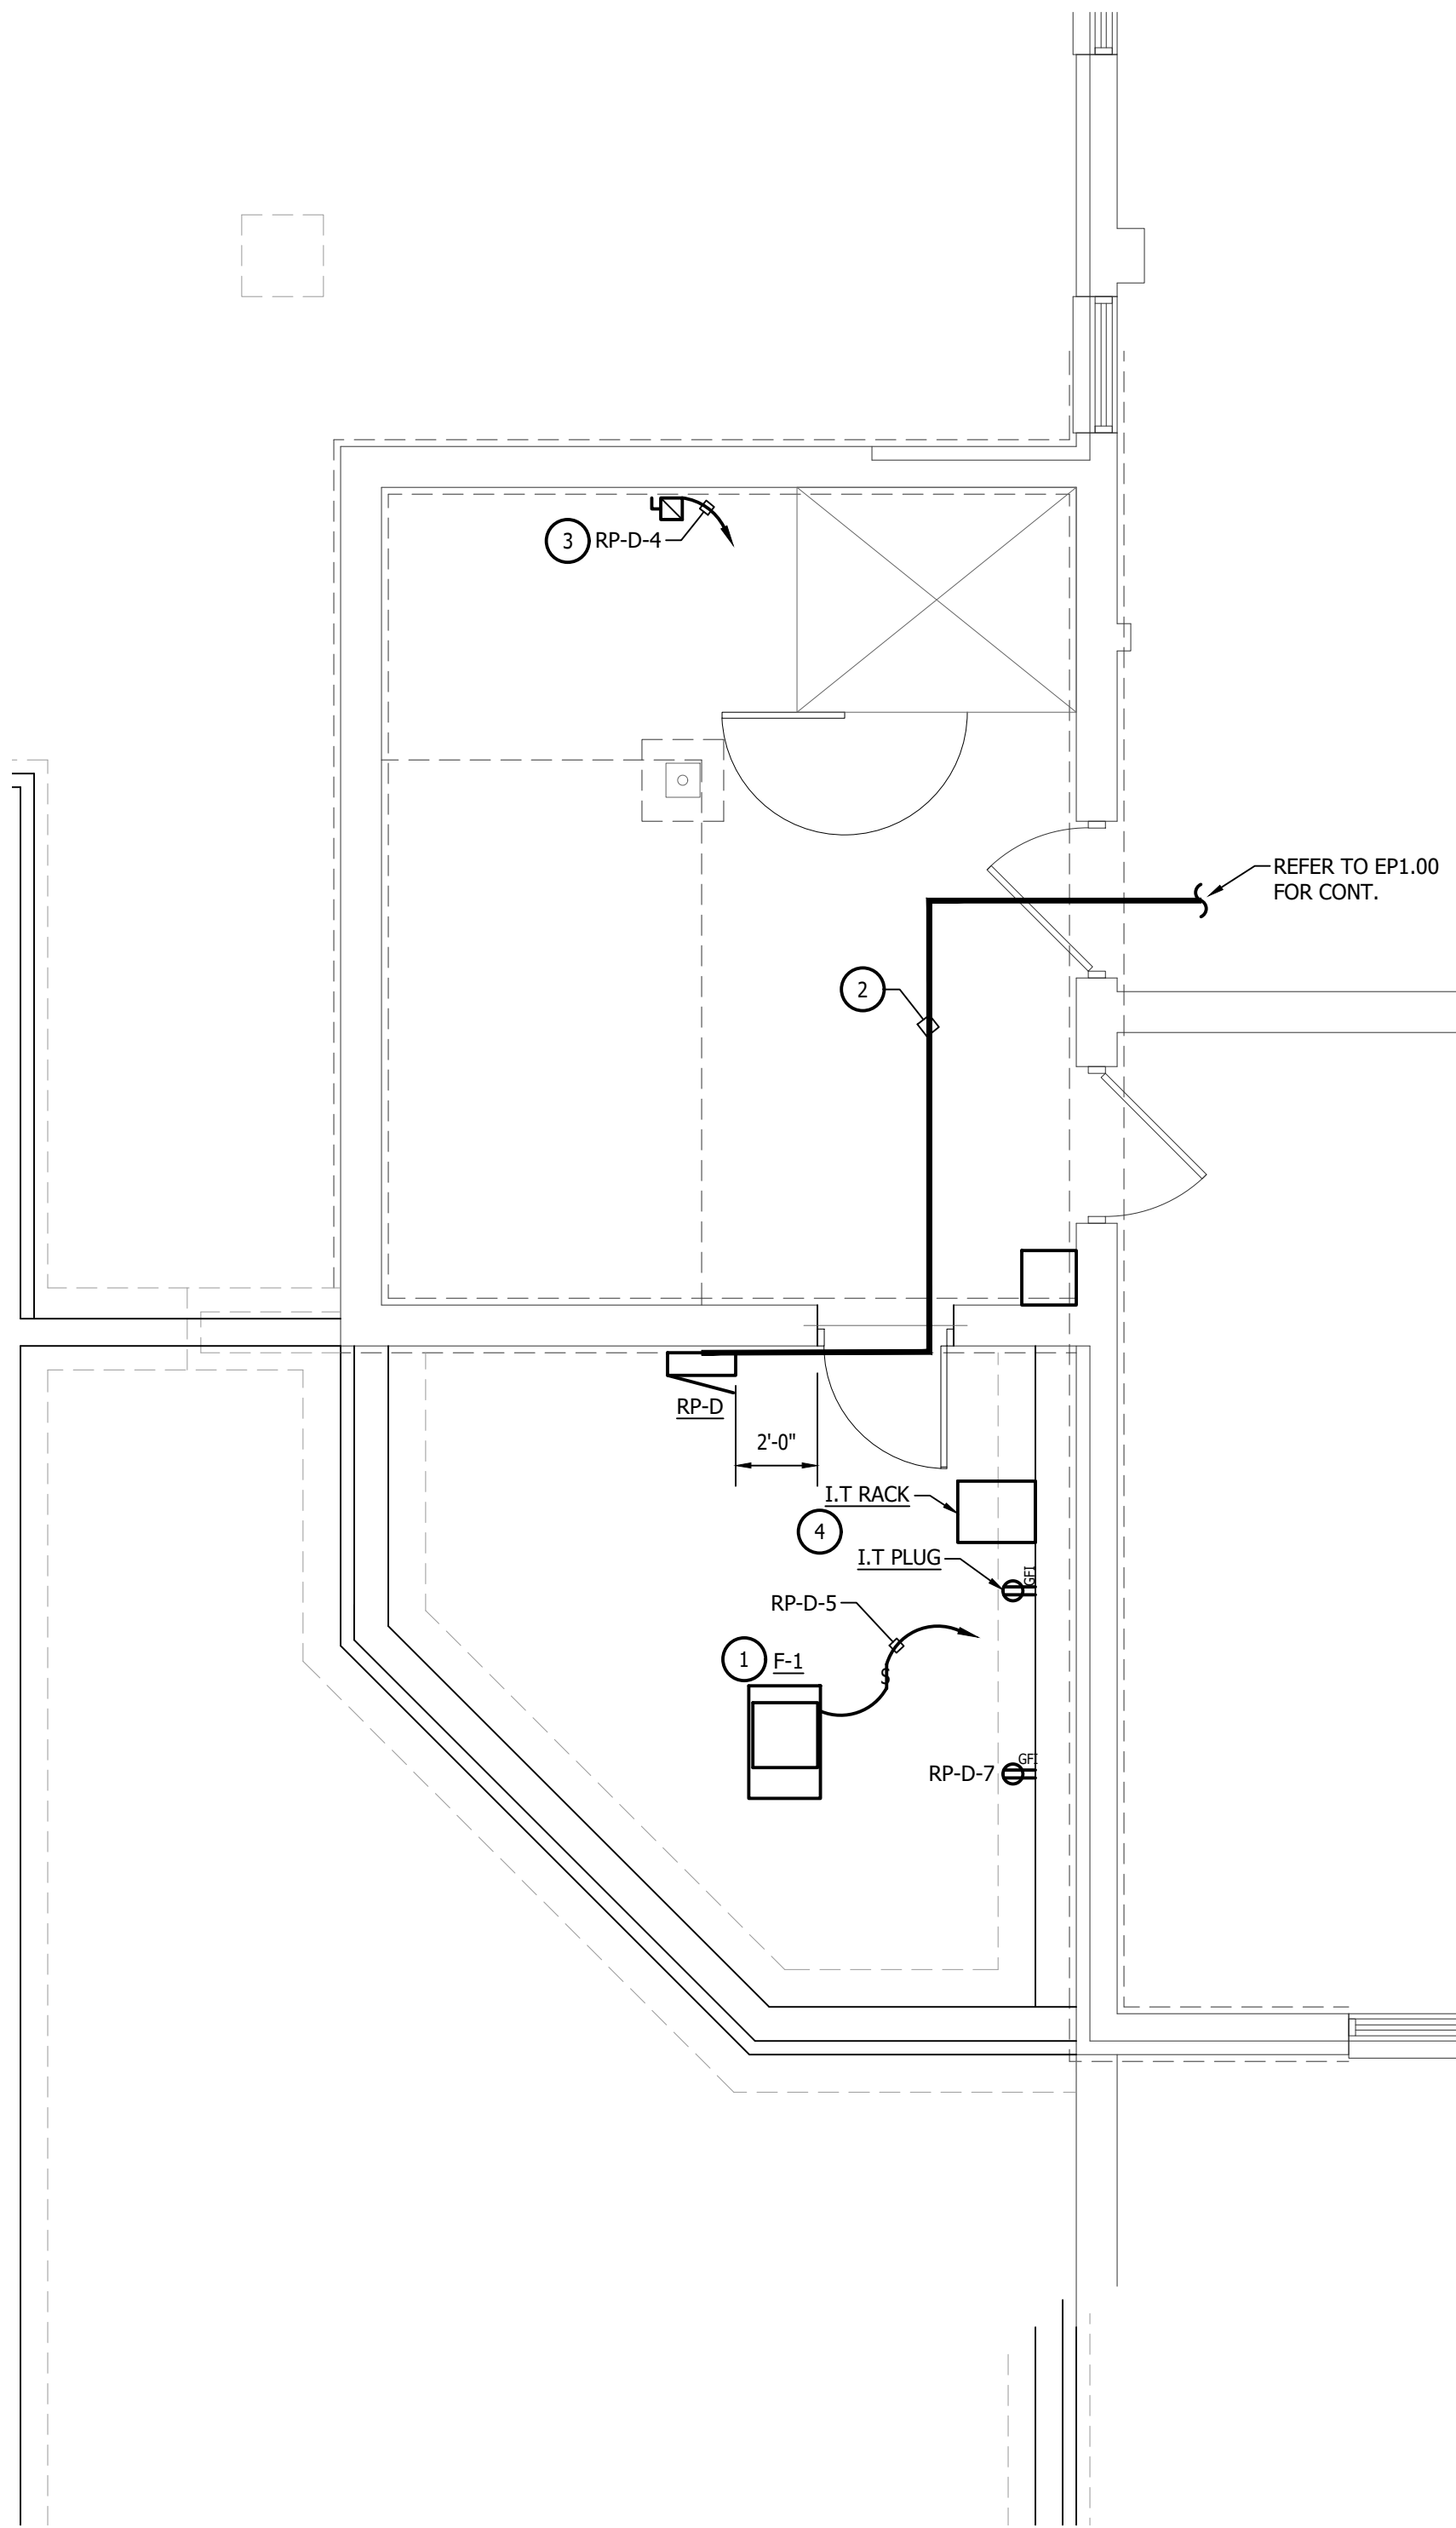 3 RP-D-4
REFER TO EP1.00
FOR CONT.
2
RP-D
2'-0"
I.T RACK
4
I.T PLUG
GFI
RP-D-5
1 F-1
S
GFI
RP-D-7